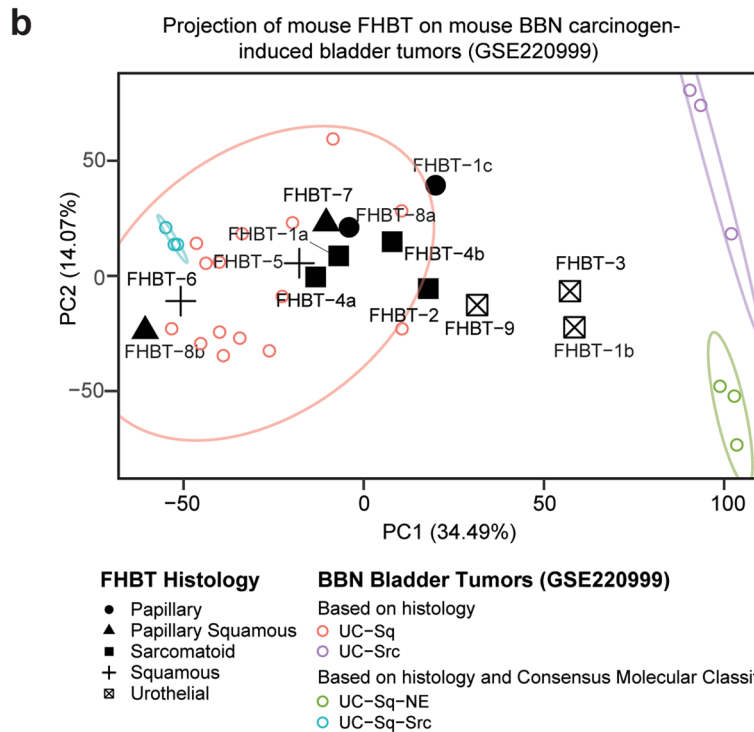 b
Projection of mouse FHBT on mouse BBN carcinogen-
induced bladder tumors (GSE220999)
PC2 (14.07%)
50
0
−50
FHBT−1c
FHBT−7
FHBT−8a
FHBT−1a
FHBT−4b
FHBT−5
FHBT−3
FHBT−6
FHBT−4a
FHBT−2
FHBT−9
FHBT−8b
FHBT−1b
−50
0
50
100
PC1 (34.49%)
FHBT Histology
Papillary
Papillary Squamous
Sarcomatoid
Squamous
Urothelial
BBN Bladder Tumors (GSE220999)
Based on histology
UC−Sq
UC−Src
Based on histology and Consensus Molecular Classif
UC−Sq−NE
UC−Sq−Src